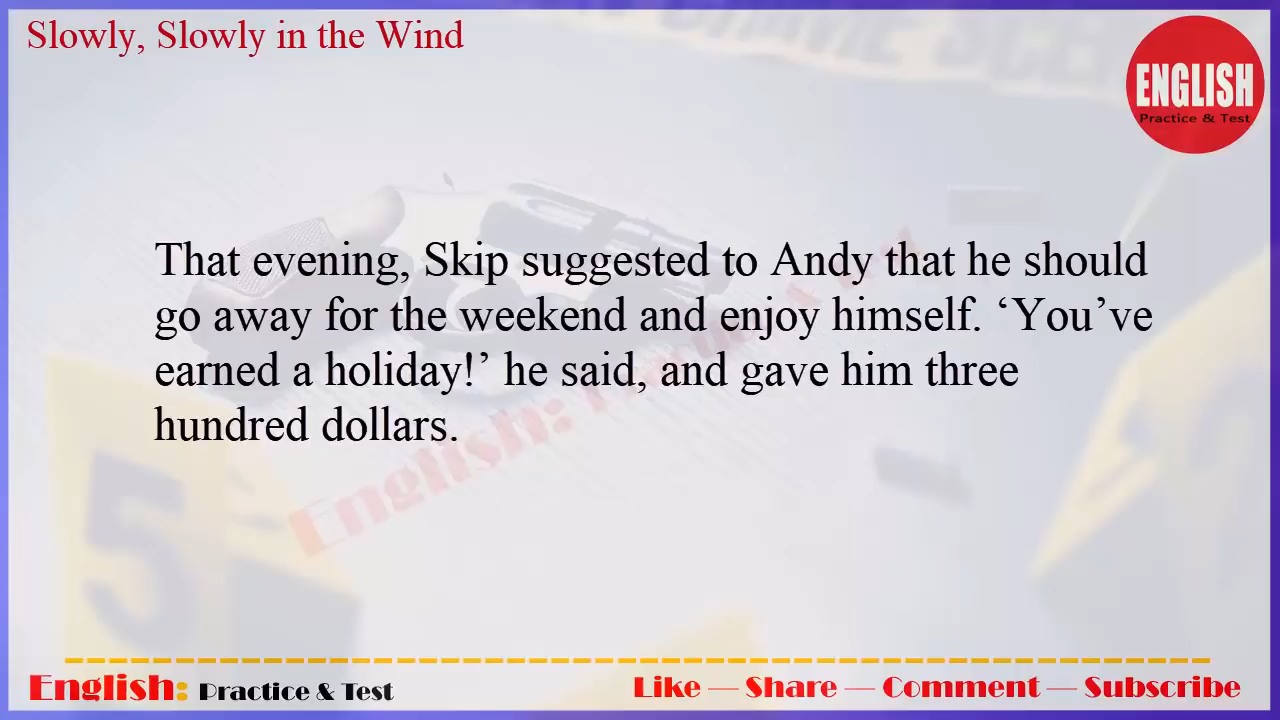 Slowly, Slowly in the Wind
ENGLISH
Practice & Test
That evening, Skip suggested to Andy that he should
go away for the weekend and enjoy himself. ‘You’ve
earned a holiday!’ he said, and gave him three
hundred dollars.
English:
5
English: Practice & Test
Like — Share — Comment — Subscribe